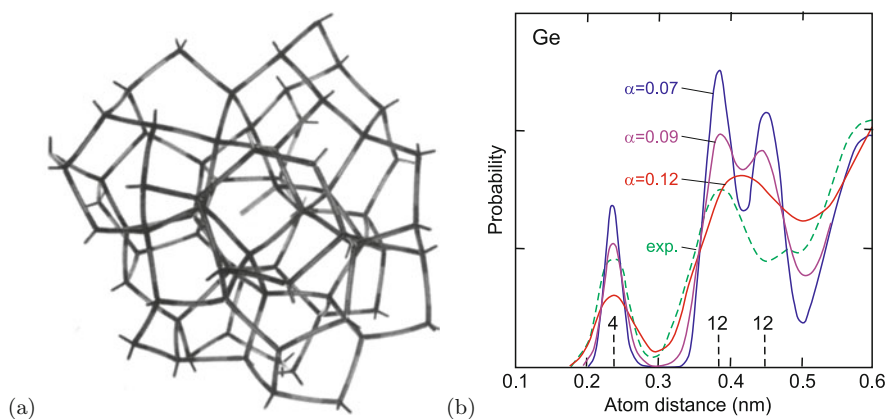 (a)
(b)
Ge
Probability
α=0.07
α=0.09
α=0.12
exp.
4
12
12
0.1
0.2
0.3
0.4
0.5
0.6
Atom distance (nm)